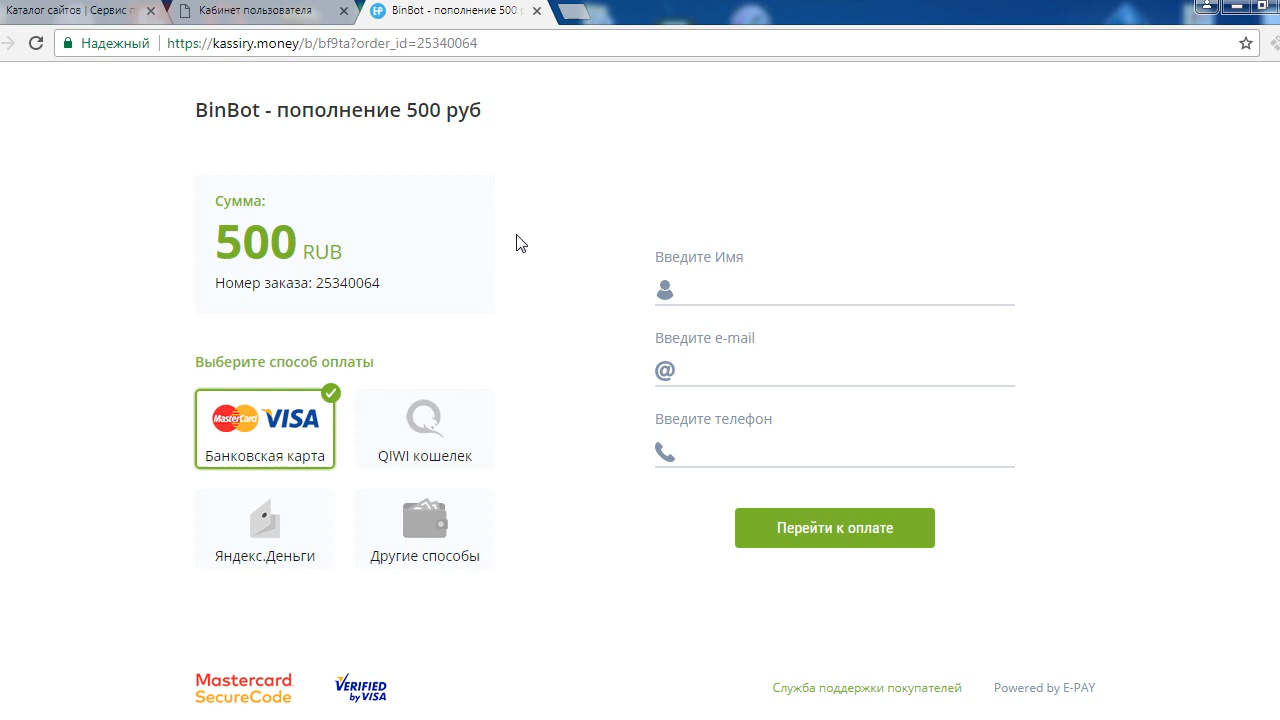 Каталог сайтов | Сервис п
Кабинет пользователя
EP
BinBot - пополнение 500 р
Надежный
https://kassiry.money/b/bf9ta?order_id=25340064
BinBot - пополнение 500 руб
Сумма:
500 RUB
Номер заказа: 25340064
Введите Имя
Введите e-mail
@
Введите телефон
Перейти к оплате
Выберите способ оплаты
MasterCard VISA
Банковская карта
QIWI кошелек
Яндекс.Деньги
Другие способы
Mastercard
SecureCode
VERIFIED
by VISA
Служба поддержки покупателей
Powered by E-PAY